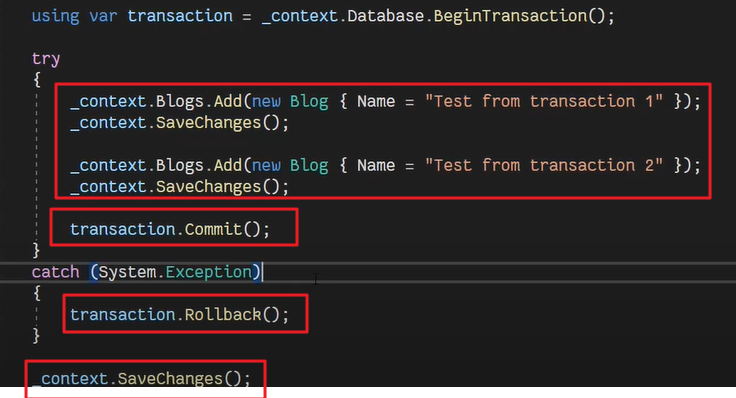 using var transaction = _context.Database.BeginTransaction();
try
{
_context.Blogs.Add(new Blog { Name = "Test from transaction 1" });
_context.SaveChanges();
_context.Blogs.Add(new Blog { Name = "Test from transaction 2" });
_context.SaveChanges();
transaction.Commit();
}
catch (System.Exception)
{
transaction.Rollback();
}
_context.SaveChanges();